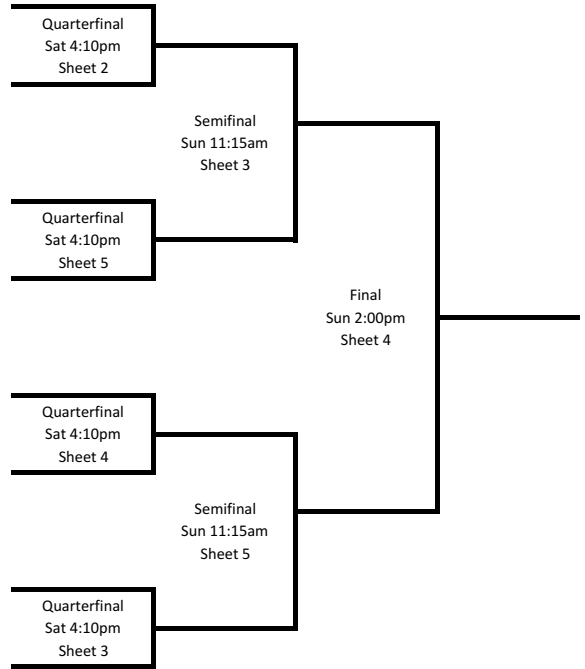 Quarterfinal
Sat 4:10pm
Sheet 2
Semifinal
Sun 11:15am
Sheet 3
Quarterfinal
Sat 4:10pm
Sheet 5
Final
Sun 2:00pm
Sheet 4
Quarterfinal
Sat 4:10pm
Sheet 4
Semifinal
Sun 11:15am
Sheet 5
Quarterfinal
Sat 4:10pm
Sheet 3